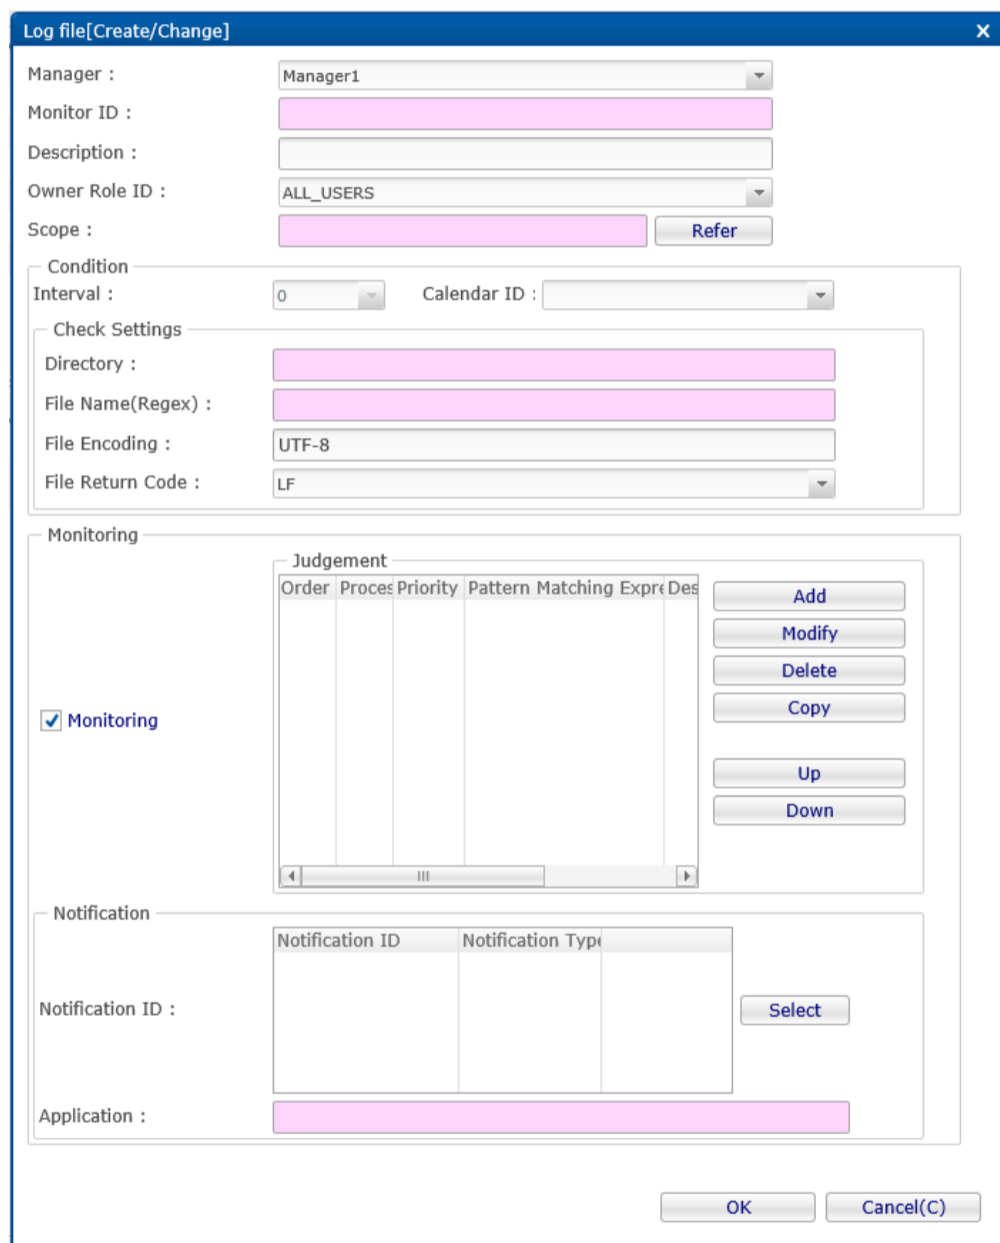 Log file[Create/Change]
Manager :
Manager1
Monitor ID :
Description :
Owner Role ID :
ALL_USERS
Scope :
Refer
Condition
Interval :
0
Calendar ID :
Check Settings
Directory :
File Name(Regex) :
File Encoding :
UTF-8
File Return Code :
LF
Monitoring
Judgement
Order Proces Priority Pattern Matching Expre Des
Add
Modify
Delete
Copy
Monitoring
Up
Down
Notification
Notification ID Notification Type
Notification ID :
Select
Application :
OK
Cancel(C)